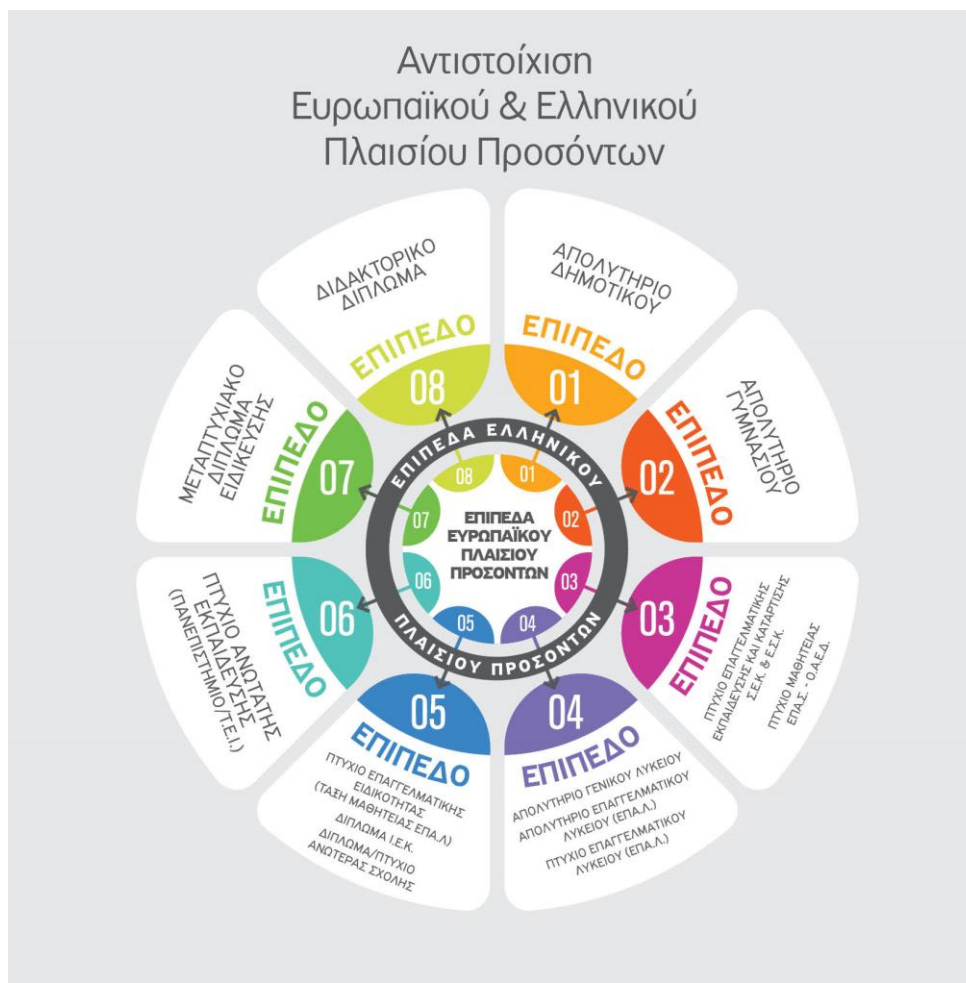 Αντιστοίχιση
Ευρωπαϊκού & Ελληνικού
Πλαισίου Προσόντων
ΑΠΟΛΥΤΗΡΙΟ
ΔΗΜΟΤΙΚΟΥ
ΕΠΙΠΕΔΟ
01
ΑΠΟΛΥΤΗΡΙΟ
ΓΥΜΝΑΣΙΟΥ
ΕΠΙΠΕΔΟ
02
ΕΠΙΠΕΔΟ
03
ΠΤΥΧΙΟ ΕΠΑΓΓΕΛΜΑΤΙΚΗΣ
ΕΚΠΑΙΔΕΥΣΗΣ ΚΑΙ ΚΑΤΑΡΤΙΣΗΣ
Σ.Ε.Κ. & Ε.Σ.Κ.
ΠΤΥΧΙΟ ΜΑΘΗΤΕΙΑΣ
ΕΠΑ.Σ. - Ο.Α.Ε.Δ.
04
ΕΠΙΠΕΔΟ
ΑΠΟΛΥΤΗΡΙΟ ΓΕΝΙΚΟΥ ΛΥΚΕΙΟΥ
ΑΠΟΛΥΤΗΡΙΟ ΕΠΑΓΓΕΛΜΑΤΙΚΟΥ
ΛΥΚΕΙΟΥ (ΕΠΑ.Λ.)
ΠΤΥΧΙΟ ΕΠΑΓΓΕΛΜΑΤΙΚΟΥ
ΛΥΚΕΙΟΥ (ΕΠΑ.Λ.)
05
ΕΠΙΠΕΔΟ
ΠΤΥΧΙΟ ΕΠΑΓΓΕΛΜΑΤΙΚΗΣ
ΕΙΔΙΚΟΤΗΤΑΣ
(ΤΑΞΗ ΜΑΘΗΤΕΙΑΣ ΕΠΑ.Λ)
ΔΙΠΛΩΜΑ Ι.Ε.Κ.
ΔΙΠΛΩΜΑ/ΠΤΥΧΙΟ
ΑΝΩΤΕΡΑΣ ΣΧΟΛΗΣ
06
ΕΠΙΠΕΔΟ
ΠΤΥΧΙΟ ΑΝΩΤΑΤΗΣ
ΕΚΠΑΙΔΕΥΣΗΣ
(ΠΑΝΕΠΙΣΤΗΜΙΟ/Τ.Ε.Ι.)
ΜΕΤΑΠΤΥΧΙΑΚΟ
ΔΙΠΛΩΜΑ
ΕΙΔΙΚΕΥΣΗΣ
ΕΠΙΠΕΔΟ
07
ΔΙΔΑΚΤΟΡΙΚΟ
ΔΙΠΛΩΜΑ
ΕΠΙΠΕΔΟ
08
ΕΠΙΠΕΔΑ ΕΛΛΗΝΙΚΟΥ
ΠΛΑΙΣΙΟΥ ΠΡΟΣΟΝΤΩΝ
01
02
03
04
05
06
07
08
ΕΠΙΠΕΔΑ
ΕΥΡΩΠΑΪΚΟΥ
ΠΛΑΙΣΙΟΥ
ΠΡΟΣΟΝΤΩΝ